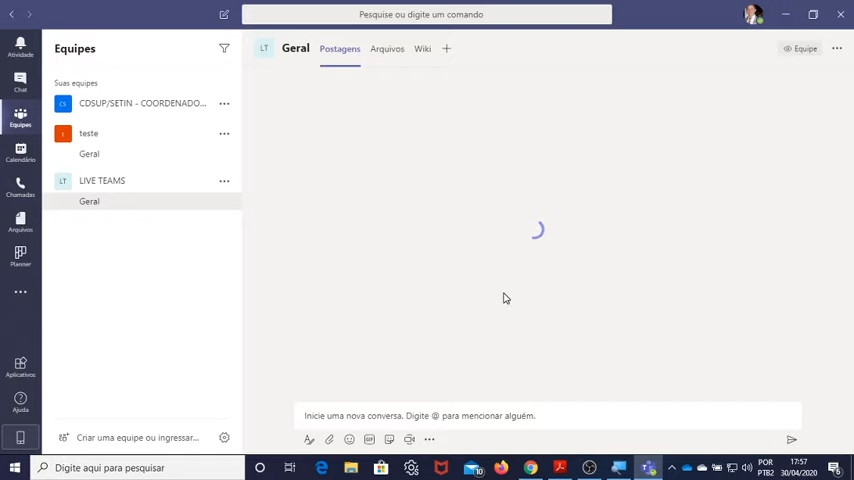 Pesquise ou digite um comando
Atividade
Chat
Equipes
Calendário
Chamadas
Arquivos
Planner
Aplicativos
Ajuda
Equipes
Suas equipes
CS CDSUP/SETIN - COORDENADO...
t teste
Geral
LT LIVE TEAMS
Geral
Criar uma equipe ou ingressar...
LT Geral Postagens Arquivos Wiki
Equipe
Inicie uma nova conversa. Digite @ para mencionar alguém.
GIF
Digite aqui para pesquisar
10
POR
PTB2
17:57
30/04/2020